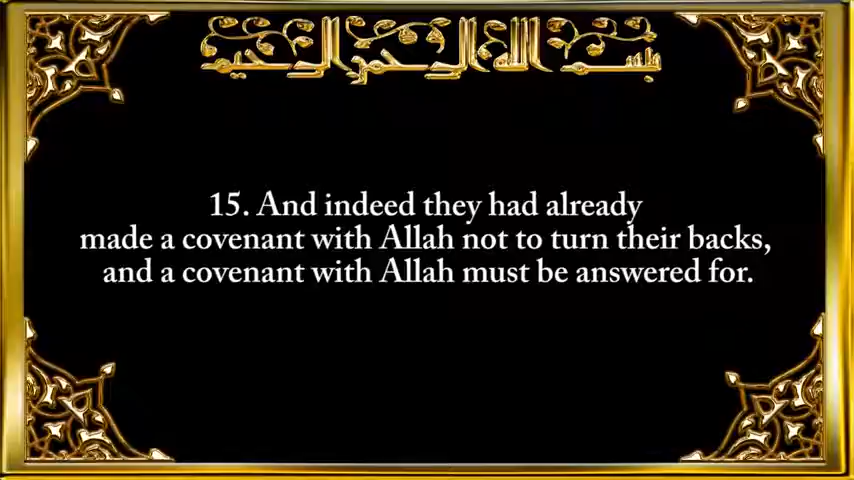 بسم الله الرحمن الرحيم
15. And indeed they had already
made a covenant with Allah not to turn their backs,
and a covenant with Allah must be answered for.